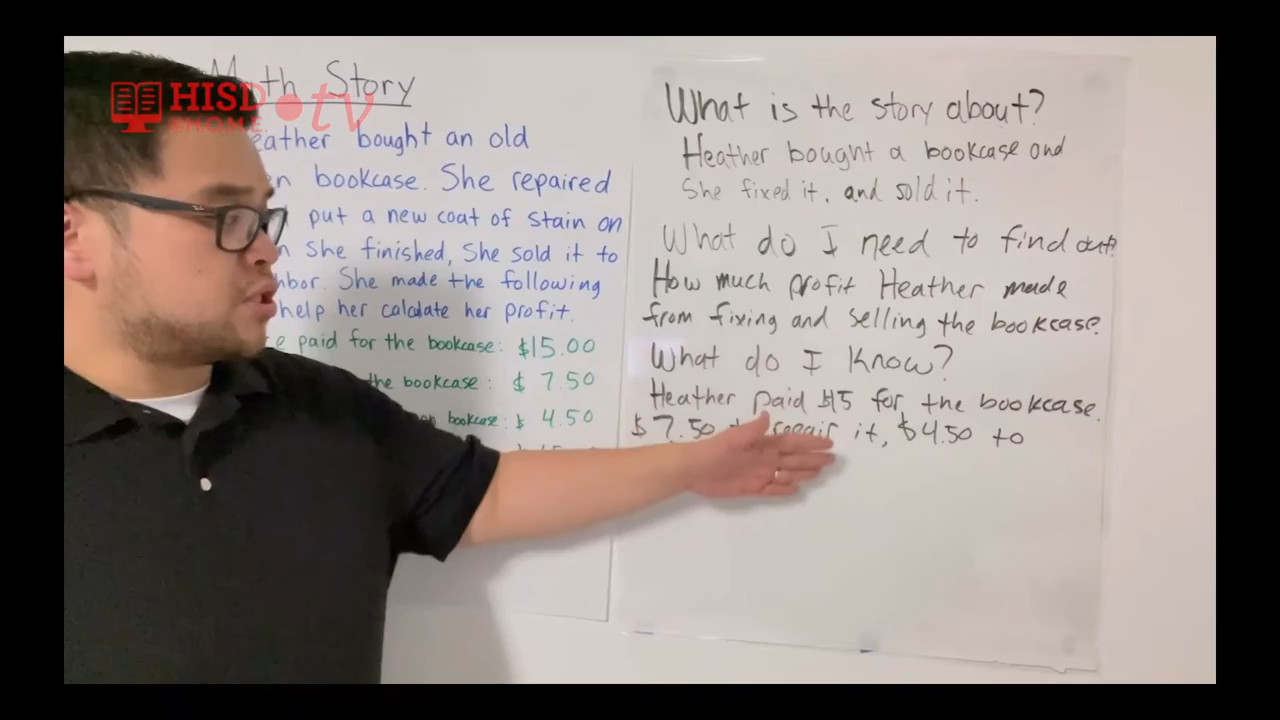 Math Story
HISD
@H.O.M.E.
tv
eather bought an old
en bookcase. She repaired
put a new coat of stain on
n she finished, She sold it to
hbor. She made the following
help her calculate her profit.
e paid for the bookcase: $15.00
the bookcase: $ 7.50
bookcase: $ 4.50
What is the story about?
Heather bought a bookcase and
She fixed it, and sold it.
What do I need to find out?
How much profit Heather made
from fixing and selling the bookcase.
What do I know?
Heather paid $15 for the bookcase.
$7.50 repair it, $4.50 to